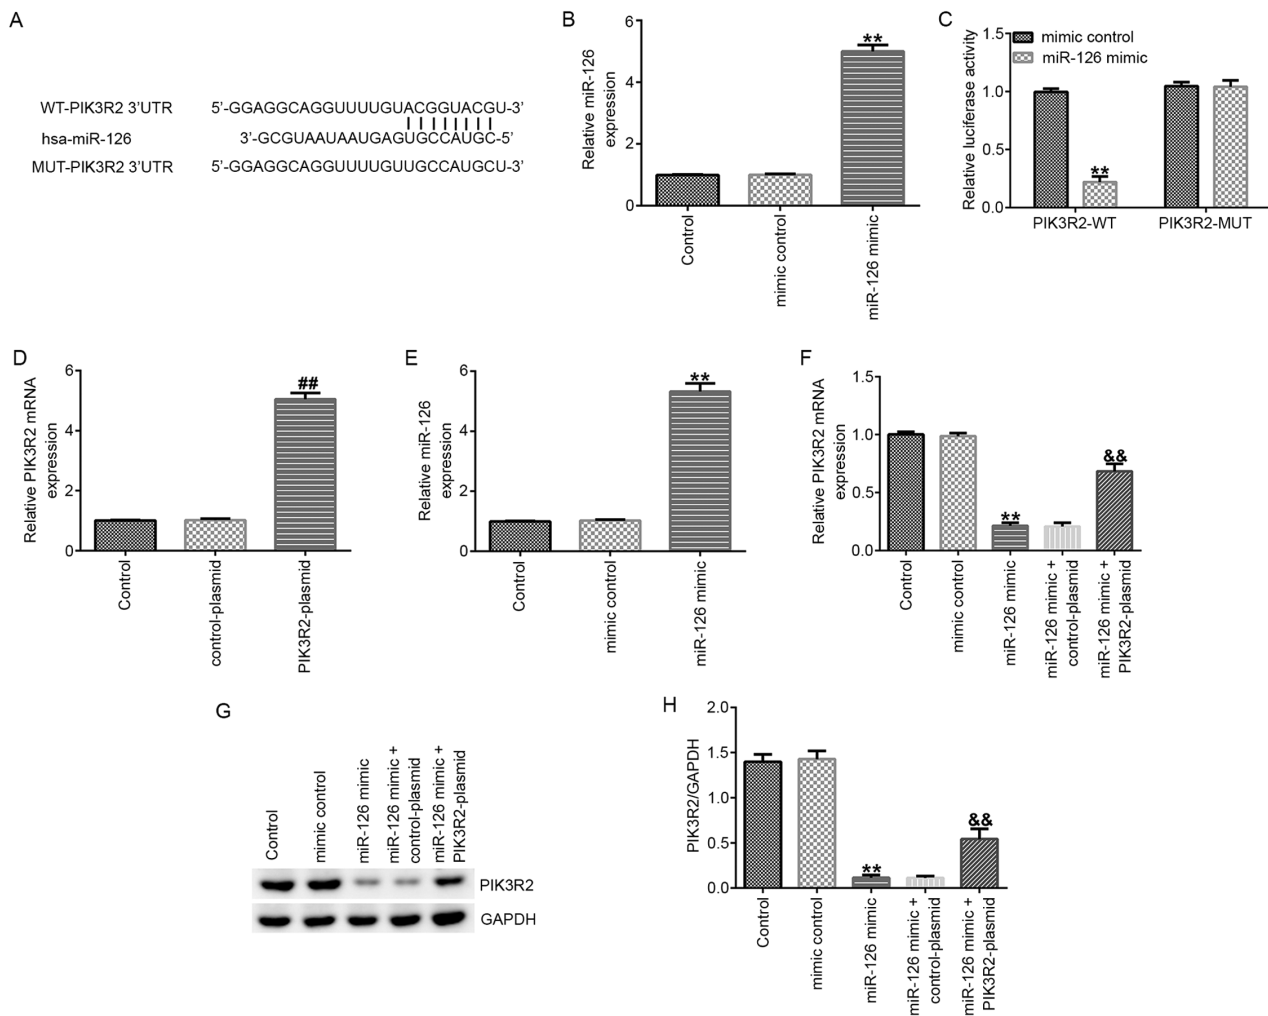 A
WT-PIK3R2 3'UTR 5'-GGAGGCAGGUUUUGUACGGUACGU-3'
hsa-miR-126 3'-GCGUAAUAAUGAGUGCCAUGC-5'
MUT-PIK3R2 3'UTR 5'-GGAGGCAGGUUUUGUUGCCAUGCU-3'
B
Relative miR-126
expression
6
4
2
0
**
Control
mimic control
miR-126 mimic
C
Relative luciferase activity
1.5
1.0
0.5
0.0
mimic control
miR-126 mimic
**
PIK3R2-WT
PIK3R2-MUT
D
Relative PIK3R2 mRNA
expression
6
4
2
0
##
Control
control-plasmid
PIK3R2-plasmid
E
Relative miR-126
expression
6
4
2
0
**
Control
mimic control
miR-126 mimic
F
Relative PIK3R2 mRNA
expression
1.5
1.0
0.5
0.0
**
&&
Control
mimic control
miR-126 mimic
miR-126 mimic +
control-plasmid
miR-126 mimic +
PIK3R2-plasmid
G
Control
mimic control
miR-126 mimic
miR-126 mimic +
control-plasmid
miR-126 mimic +
PIK3R2-plasmid
PIK3R2
GAPDH
H
PIK3R2/GAPDH
2.0
1.5
1.0
0.5
0.0
**
&&
Control
mimic control
miR-126 mimic
miR-126 mimic +
control-plasmid
miR-126 mimic +
PIK3R2-plasmid